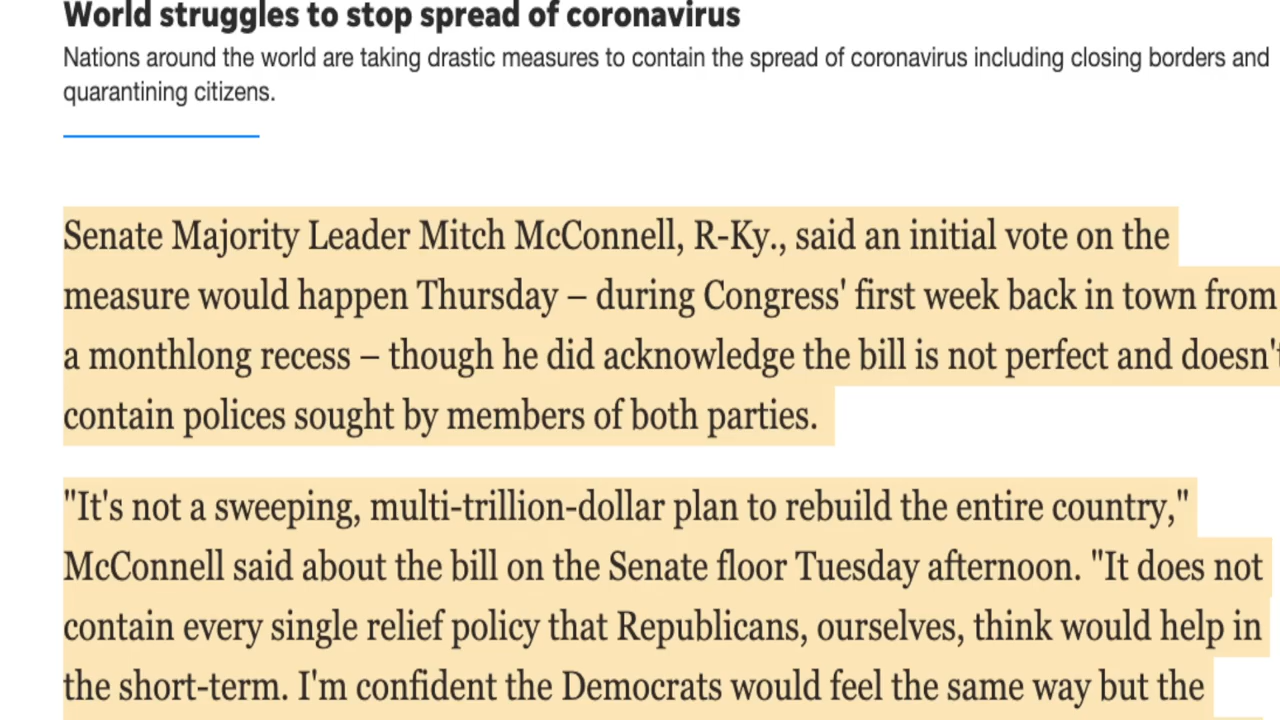 World struggles to stop spread of coronavirus
Nations around the world are taking drastic measures to contain the spread of coronavirus including closing borders and
quarantining citizens.
Senate Majority Leader Mitch McConnell, R-Ky., said an initial vote on the
measure would happen Thursday – during Congress' first week back in town from
a monthlong recess – though he did acknowledge the bill is not perfect and doesn't
contain polices sought by members of both parties.
"It's not a sweeping, multi-trillion-dollar plan to rebuild the entire country,"
McConnell said about the bill on the Senate floor Tuesday afternoon. "It does not
contain every single relief policy that Republicans, ourselves, think would help in
the short-term. I'm confident the Democrats would feel the same way but the